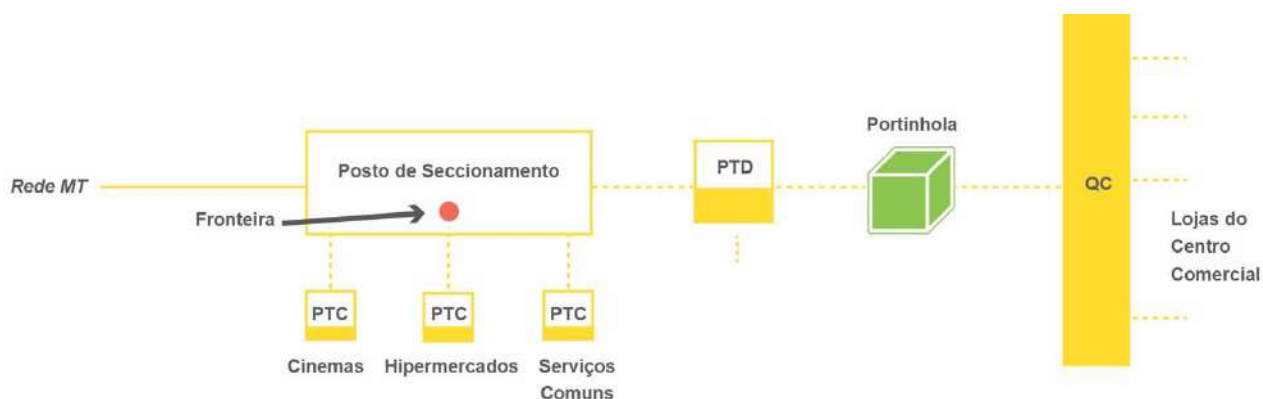 Portinhola
Posto de Seccionamento
PTD
Rede MT
QC
Fronteira
Lojas do
Centro
Comercial
PTC
PTC
PTC
Cinemas
Hipermercados
Serviços
Comuns